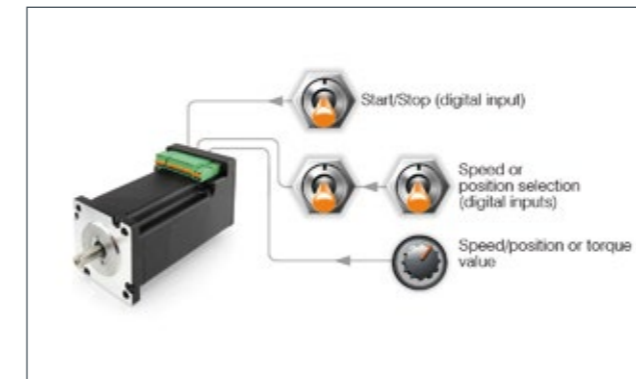 Start/Stop (digital input)
Speed or
position selection
(digital inputs)
Speed/position or torque
value